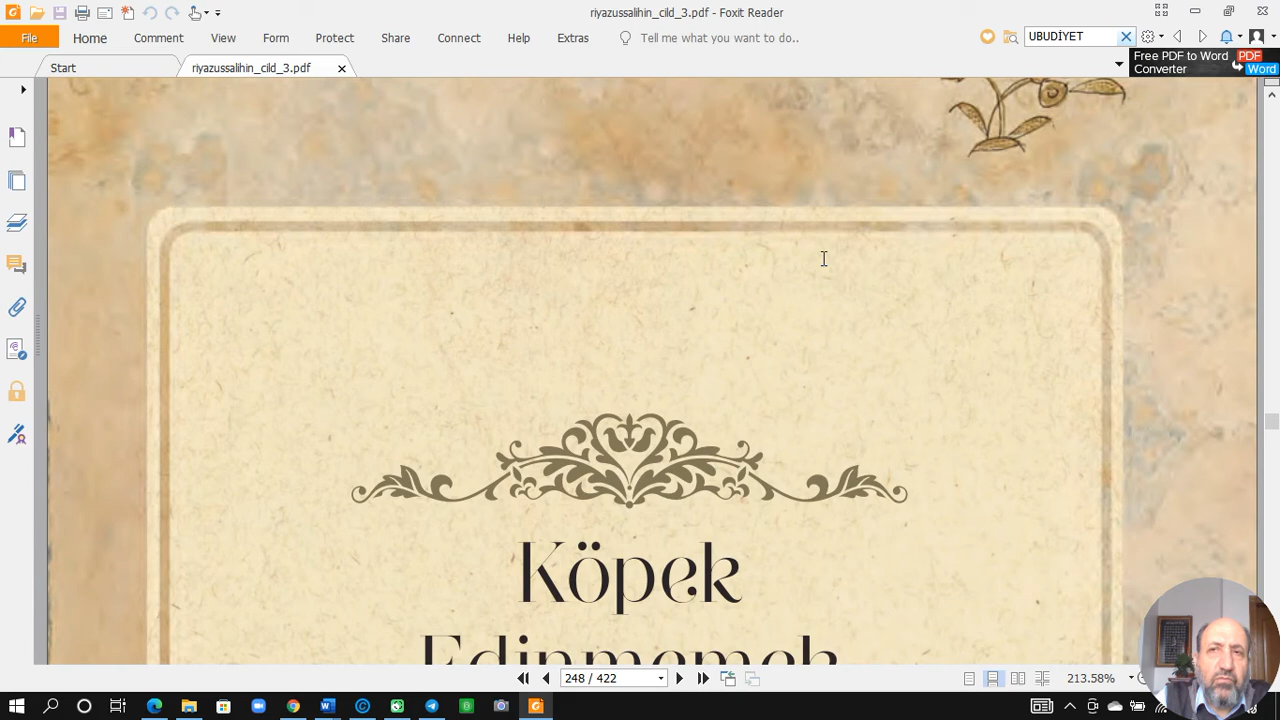 riyazussalihin_cild_3.pdf - Foxit Reader
File Home Comment View Form Protect Share Connect Help Extras Tell me what you want to do.. UBUDİYET
Start riyazussalihin_cild_3.pdf
Free PDF to Word PDF
Converter Word
Köpek
Edinmemek
248 / 422
213.58%